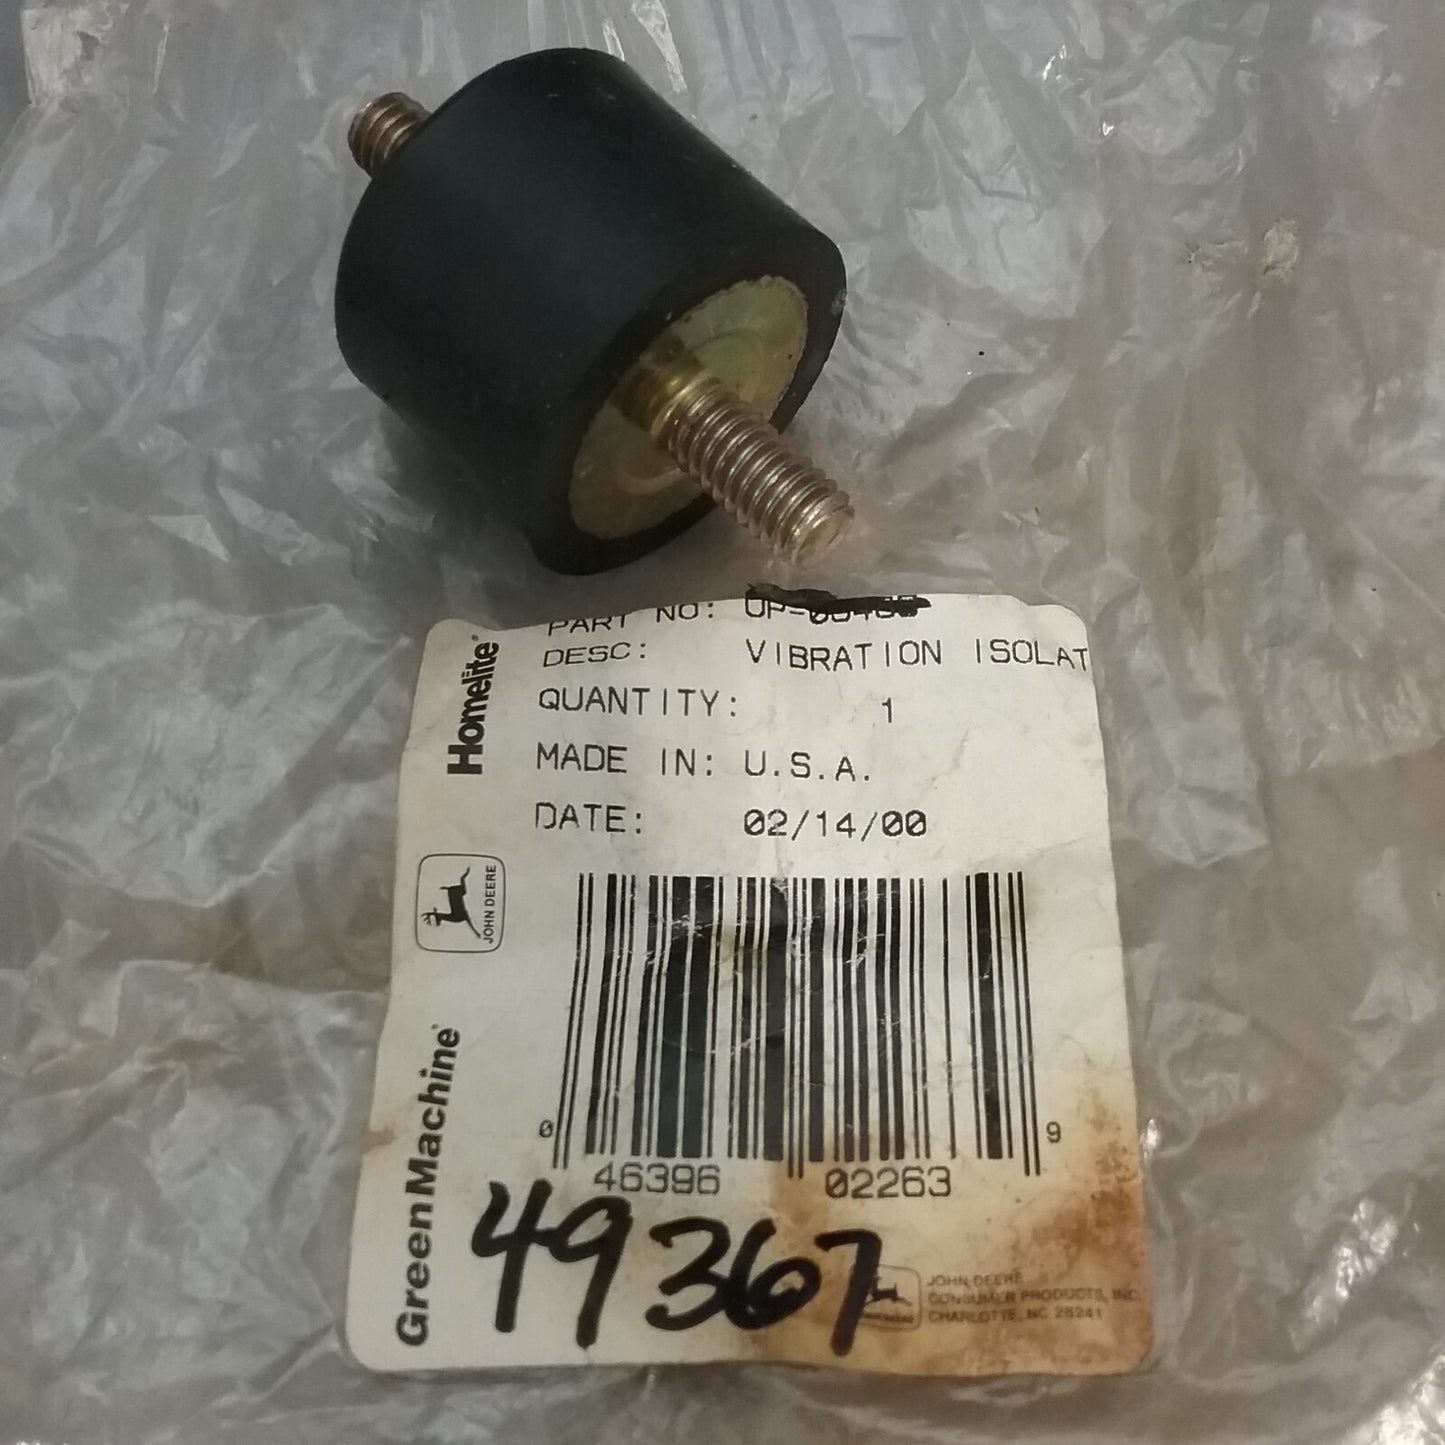 PART NO:
DESC: VIBRATION ISOLAT
QUANTITY: 1
MADE IN: U.S.A.
DATE: 02/14/00
Homelite
JOHN DEERE
GreenMachine
0 46396 02263 9
49367
JOHN DEERE
CONSUMER PRODUCTS, INC.
CHARLOTTE, NC 28241